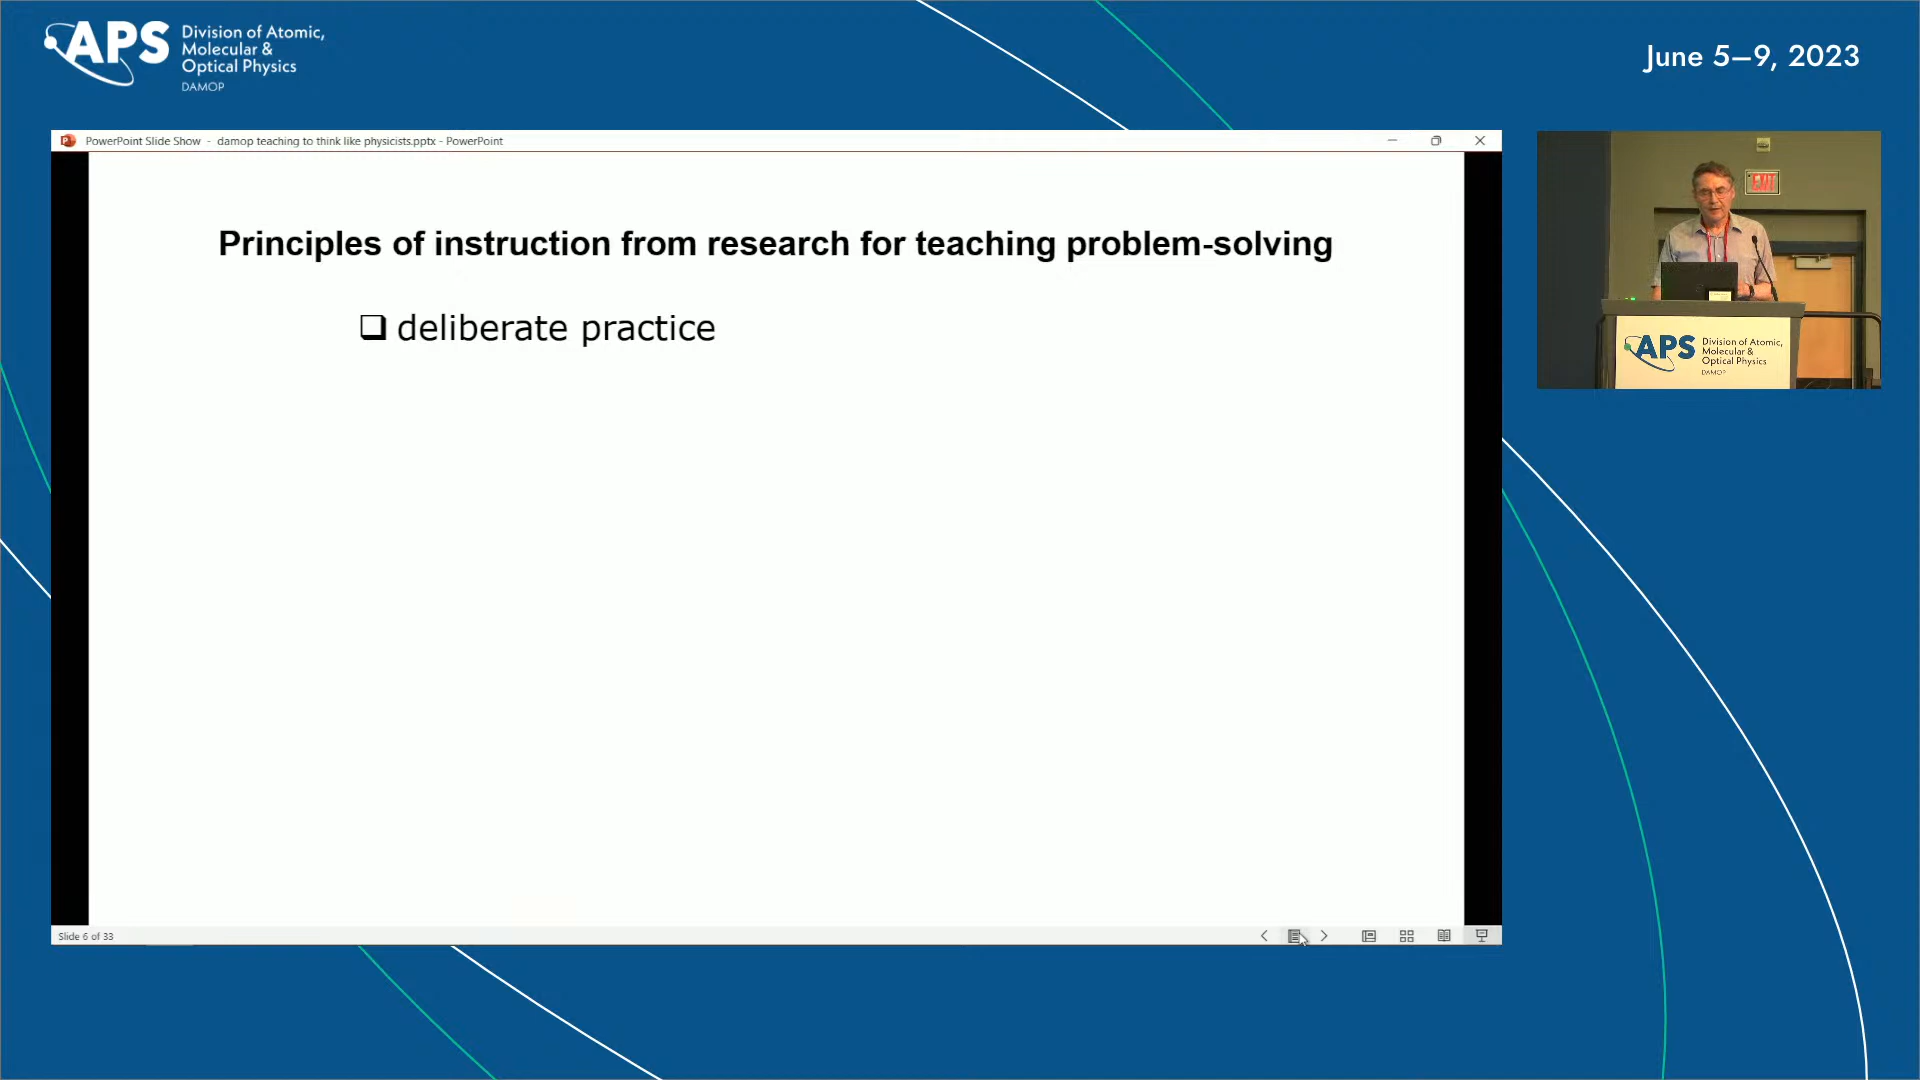 APS
Division of Atomic,
Molecular &
Optical Physics
DAMOP
June 5–9, 2023
PowerPoint Slide Show - damop teaching to think like physicists.pptx - PowerPoint
Principles of instruction from research for teaching problem-solving
deliberate practice
Slide 6 of 33
EXIT
APS
Division of Atomic,
Molecular &
Optical Physics
DAMOP